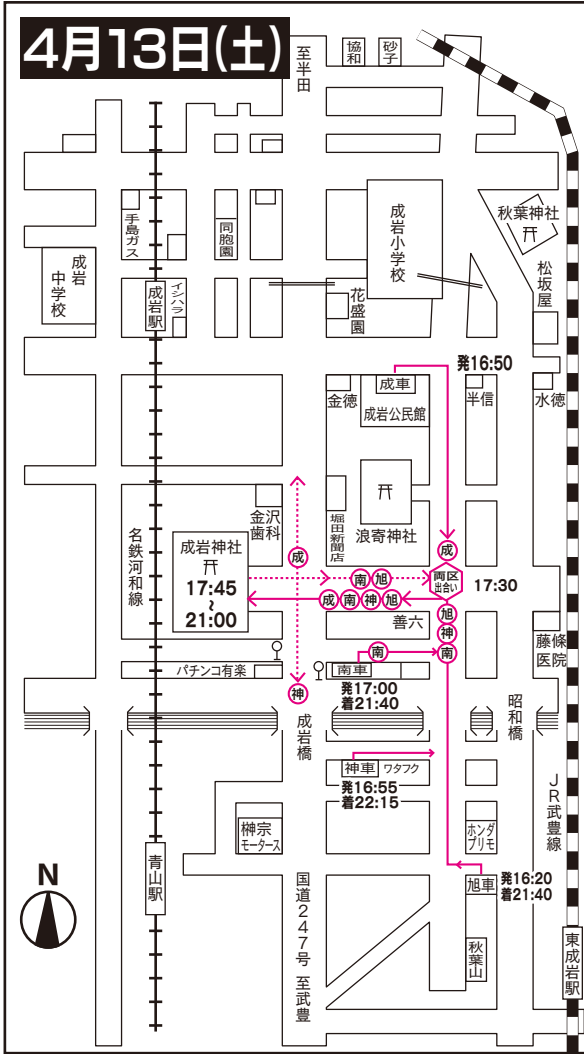 4月13日(土)
至半田
協和
砂子
手島ガス
同胞園
成岩小学校
秋葉神社
成岩
中学校
成岩駅
イシハラ
花盛園
松坂屋
発16:50
成車
金徳
成岩公民館
半信
水徳
金沢
歯科
堀田新聞店
浪寄神社
名鉄河和線
成岩神社
17:45
~
21:00
成
成
南
旭
両区
出合い
17:30
成
南
神
旭
旭
神
南
善六
藤條
医院
パチンコ有楽
南車
南
発17:00
着21:40
神
成岩橋
昭和橋
神車
ワタフク
発16:55
着22:15
JR武豊線
榊宗
モータース
ホンダ
プリモ
青山駅
旭車
発16:20
着21:40
N
国道247号 至武豊
秋葉山
東成岩駅